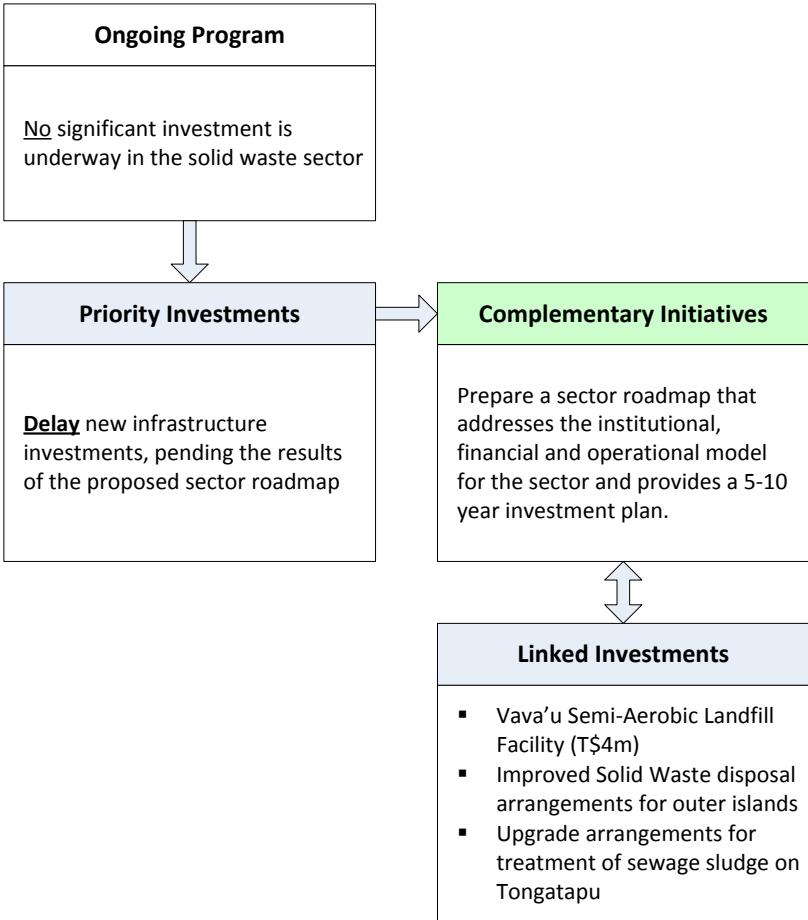 Ongoing Program
No significant investment is
underway in the solid waste sector
Priority Investments
Delay new infrastructure
investments, pending the results
of the proposed sector roadmap
Complementary Initiatives
Prepare a sector roadmap that
addresses the institutional,
financial and operational model
for the sector and provides a 5-10
year investment plan.
Linked Investments
▪ Vava’u Semi-Aerobic Landfill
Facility (T$4m)
▪ Improved Solid Waste disposal
arrangements for outer islands
▪ Upgrade arrangements for
treatment of sewage sludge on
Tongatapu